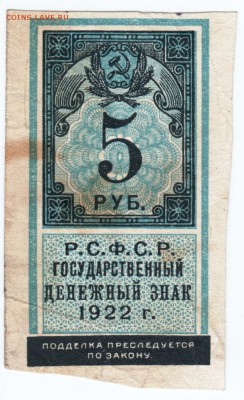 COINS.LAVE.RU
5
РУБ.
Р.С.Ф.С.Р.
ГОСУДАРСТВЕННЫЙ
ДЕНЕЖНЫЙ ЗНАК
1922 г.
ПОДДЕЛКА ПРЕСЛЕДУЕТСЯ
ПО ЗАКОНУ.